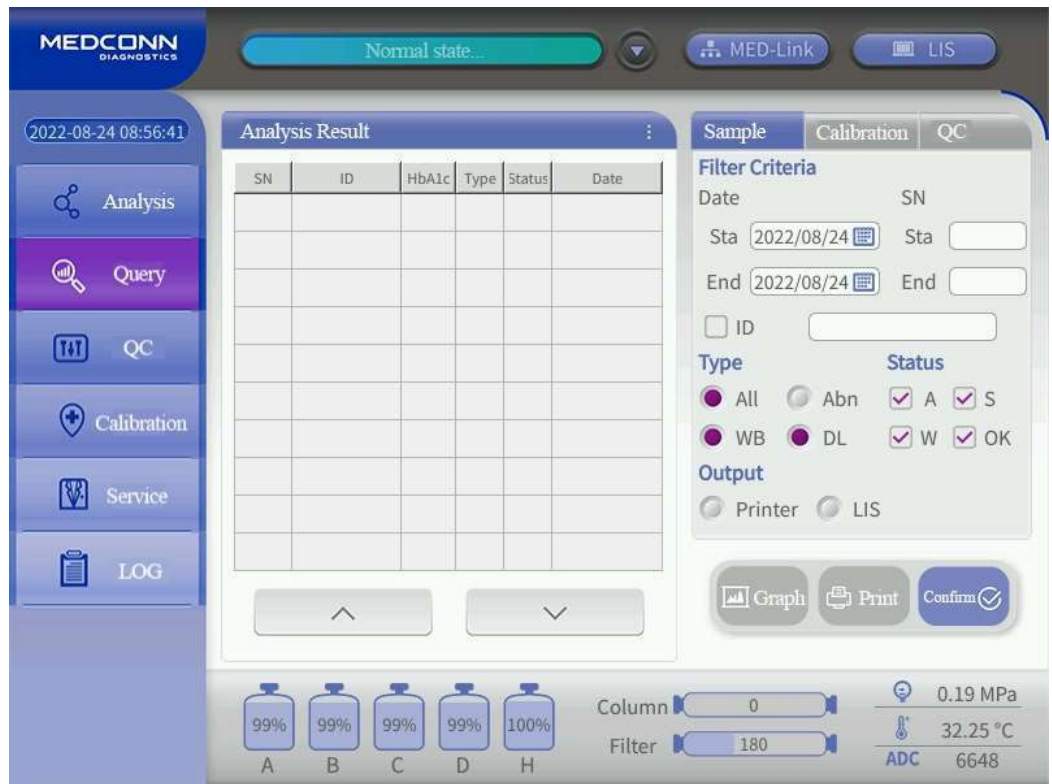 MEDCONN
DIAGNOSTICS
Normal state...
MED-Link
LIS
2022-08-24 08:56:41
Analysis
Query
QC
Calibration
Service
LOG
Analysis Result
SN ID HbA1c Type Status Date
Sample Calibration QC
Filter Criteria
Date SN
Sta 2022/08/24 Sta
End 2022/08/24 End
ID
Type Status
All Abn A S
WB DL W OK
Output
Printer LIS
Graph Print Confirm
99% 99% 99% 99% 100%
A B C D H
Column 0
Filter 180
0.19 MPa
32.25 °C
ADC 6648